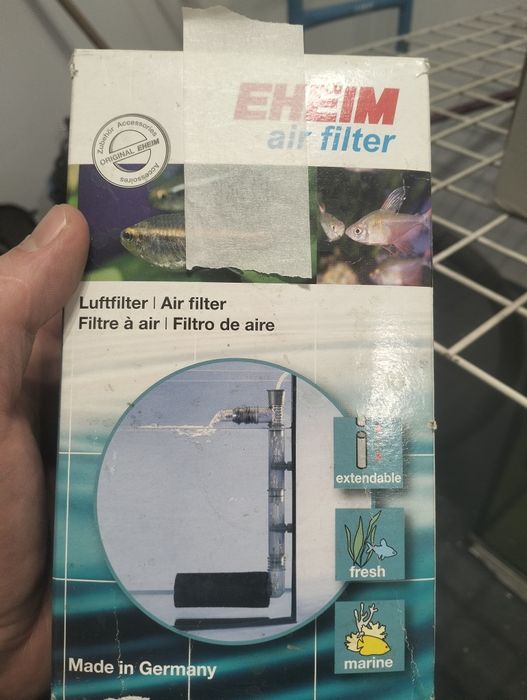 EHEIM
air filter
Zubehör Accessories
ORIGINAL EHEIM
Accessoires
Luftfilter | Air filter
Filtre à air | Filtro de aire
extendable
fresh
marine
Made in Germany